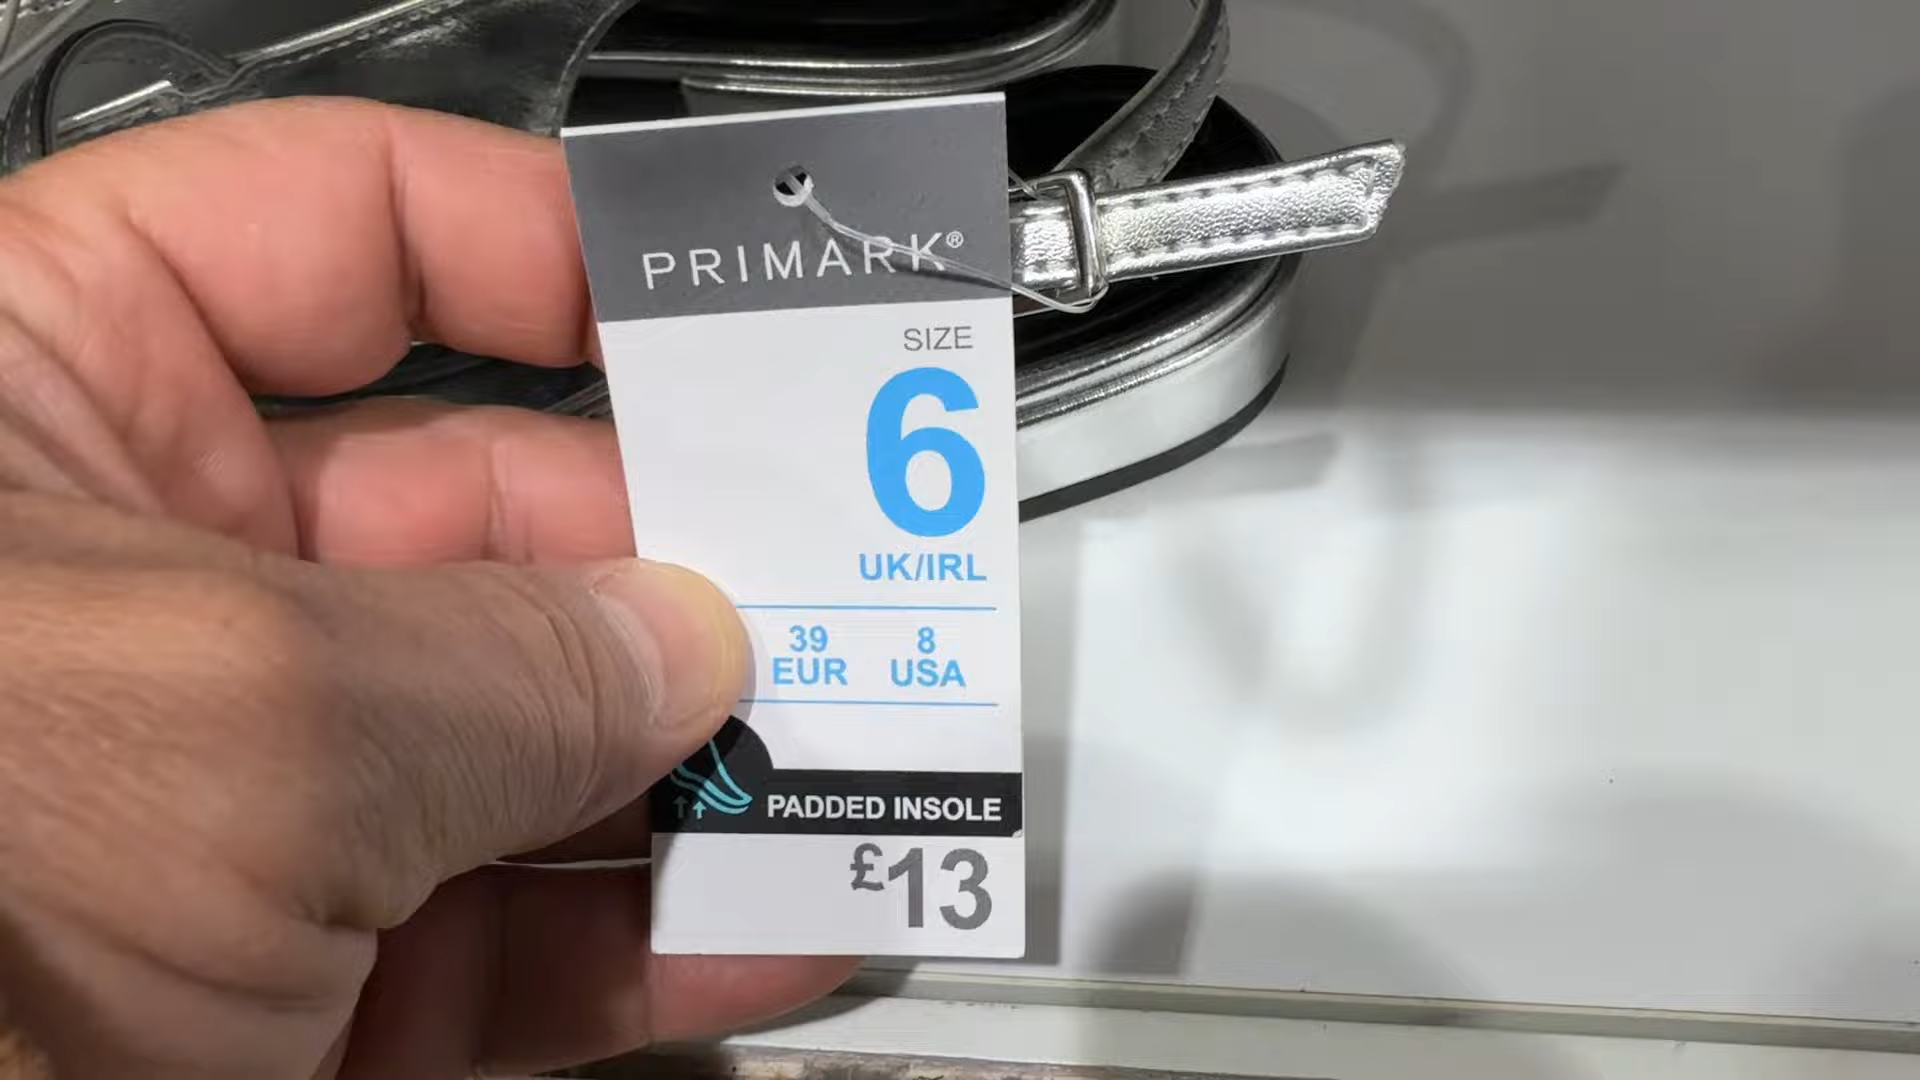 PRIMARK®
SIZE
6
UK/IRL
39 8
EUR USA
PADDED INSOLE
£13